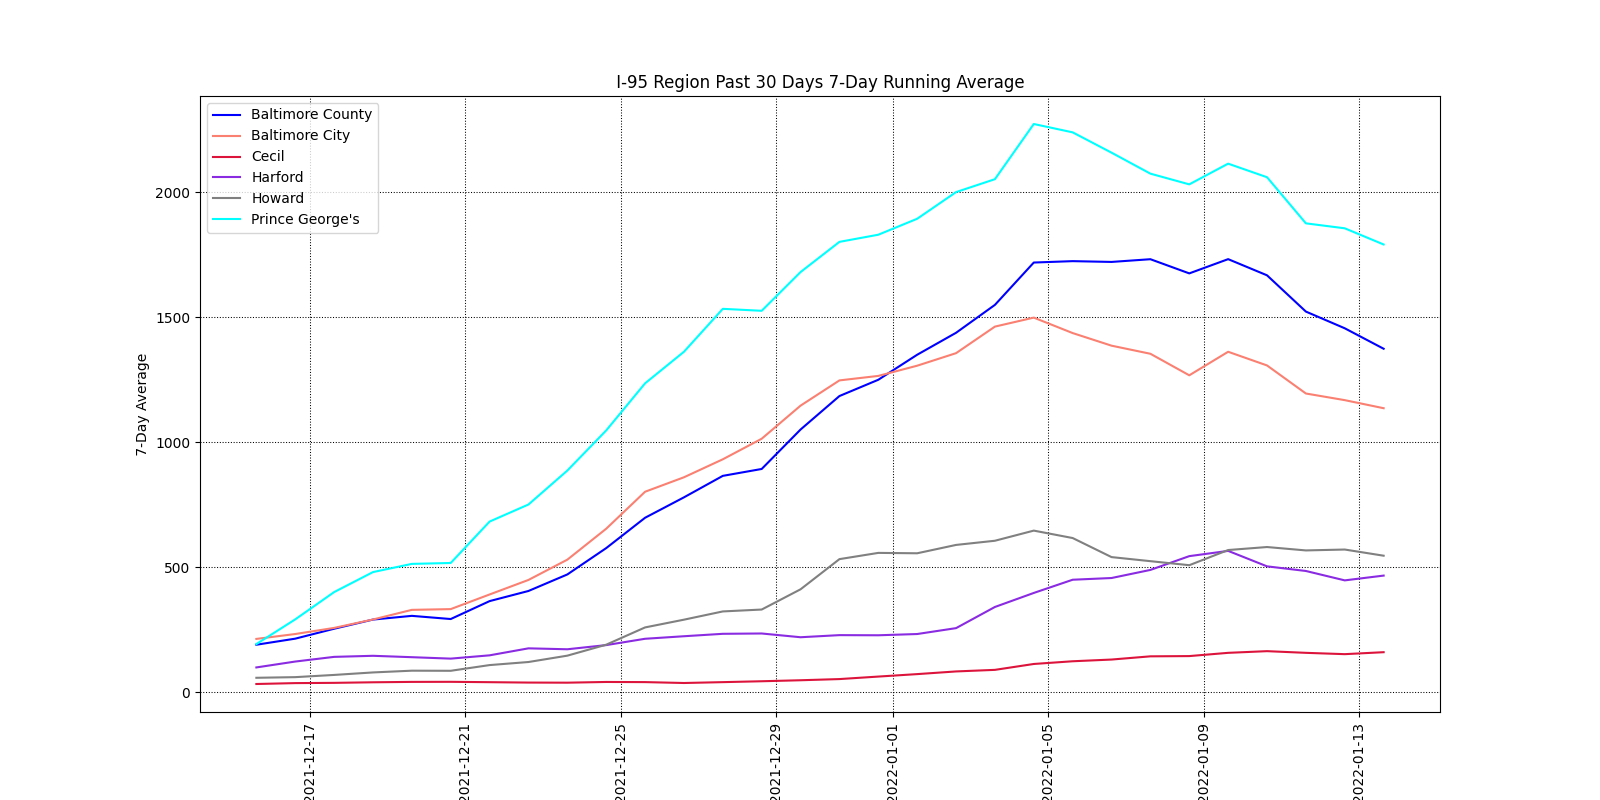 I-95 Region Past 30 Days 7-Day Running Average
Baltimore County
Baltimore City
Cecil
Harford
Howard
Prince George's
2000
1500
1000
500
0
7-Day Average
2021-12-17
2021-12-21
2021-12-25
2021-12-29
2022-01-01
2022-01-05
2022-01-09
2022-01-13